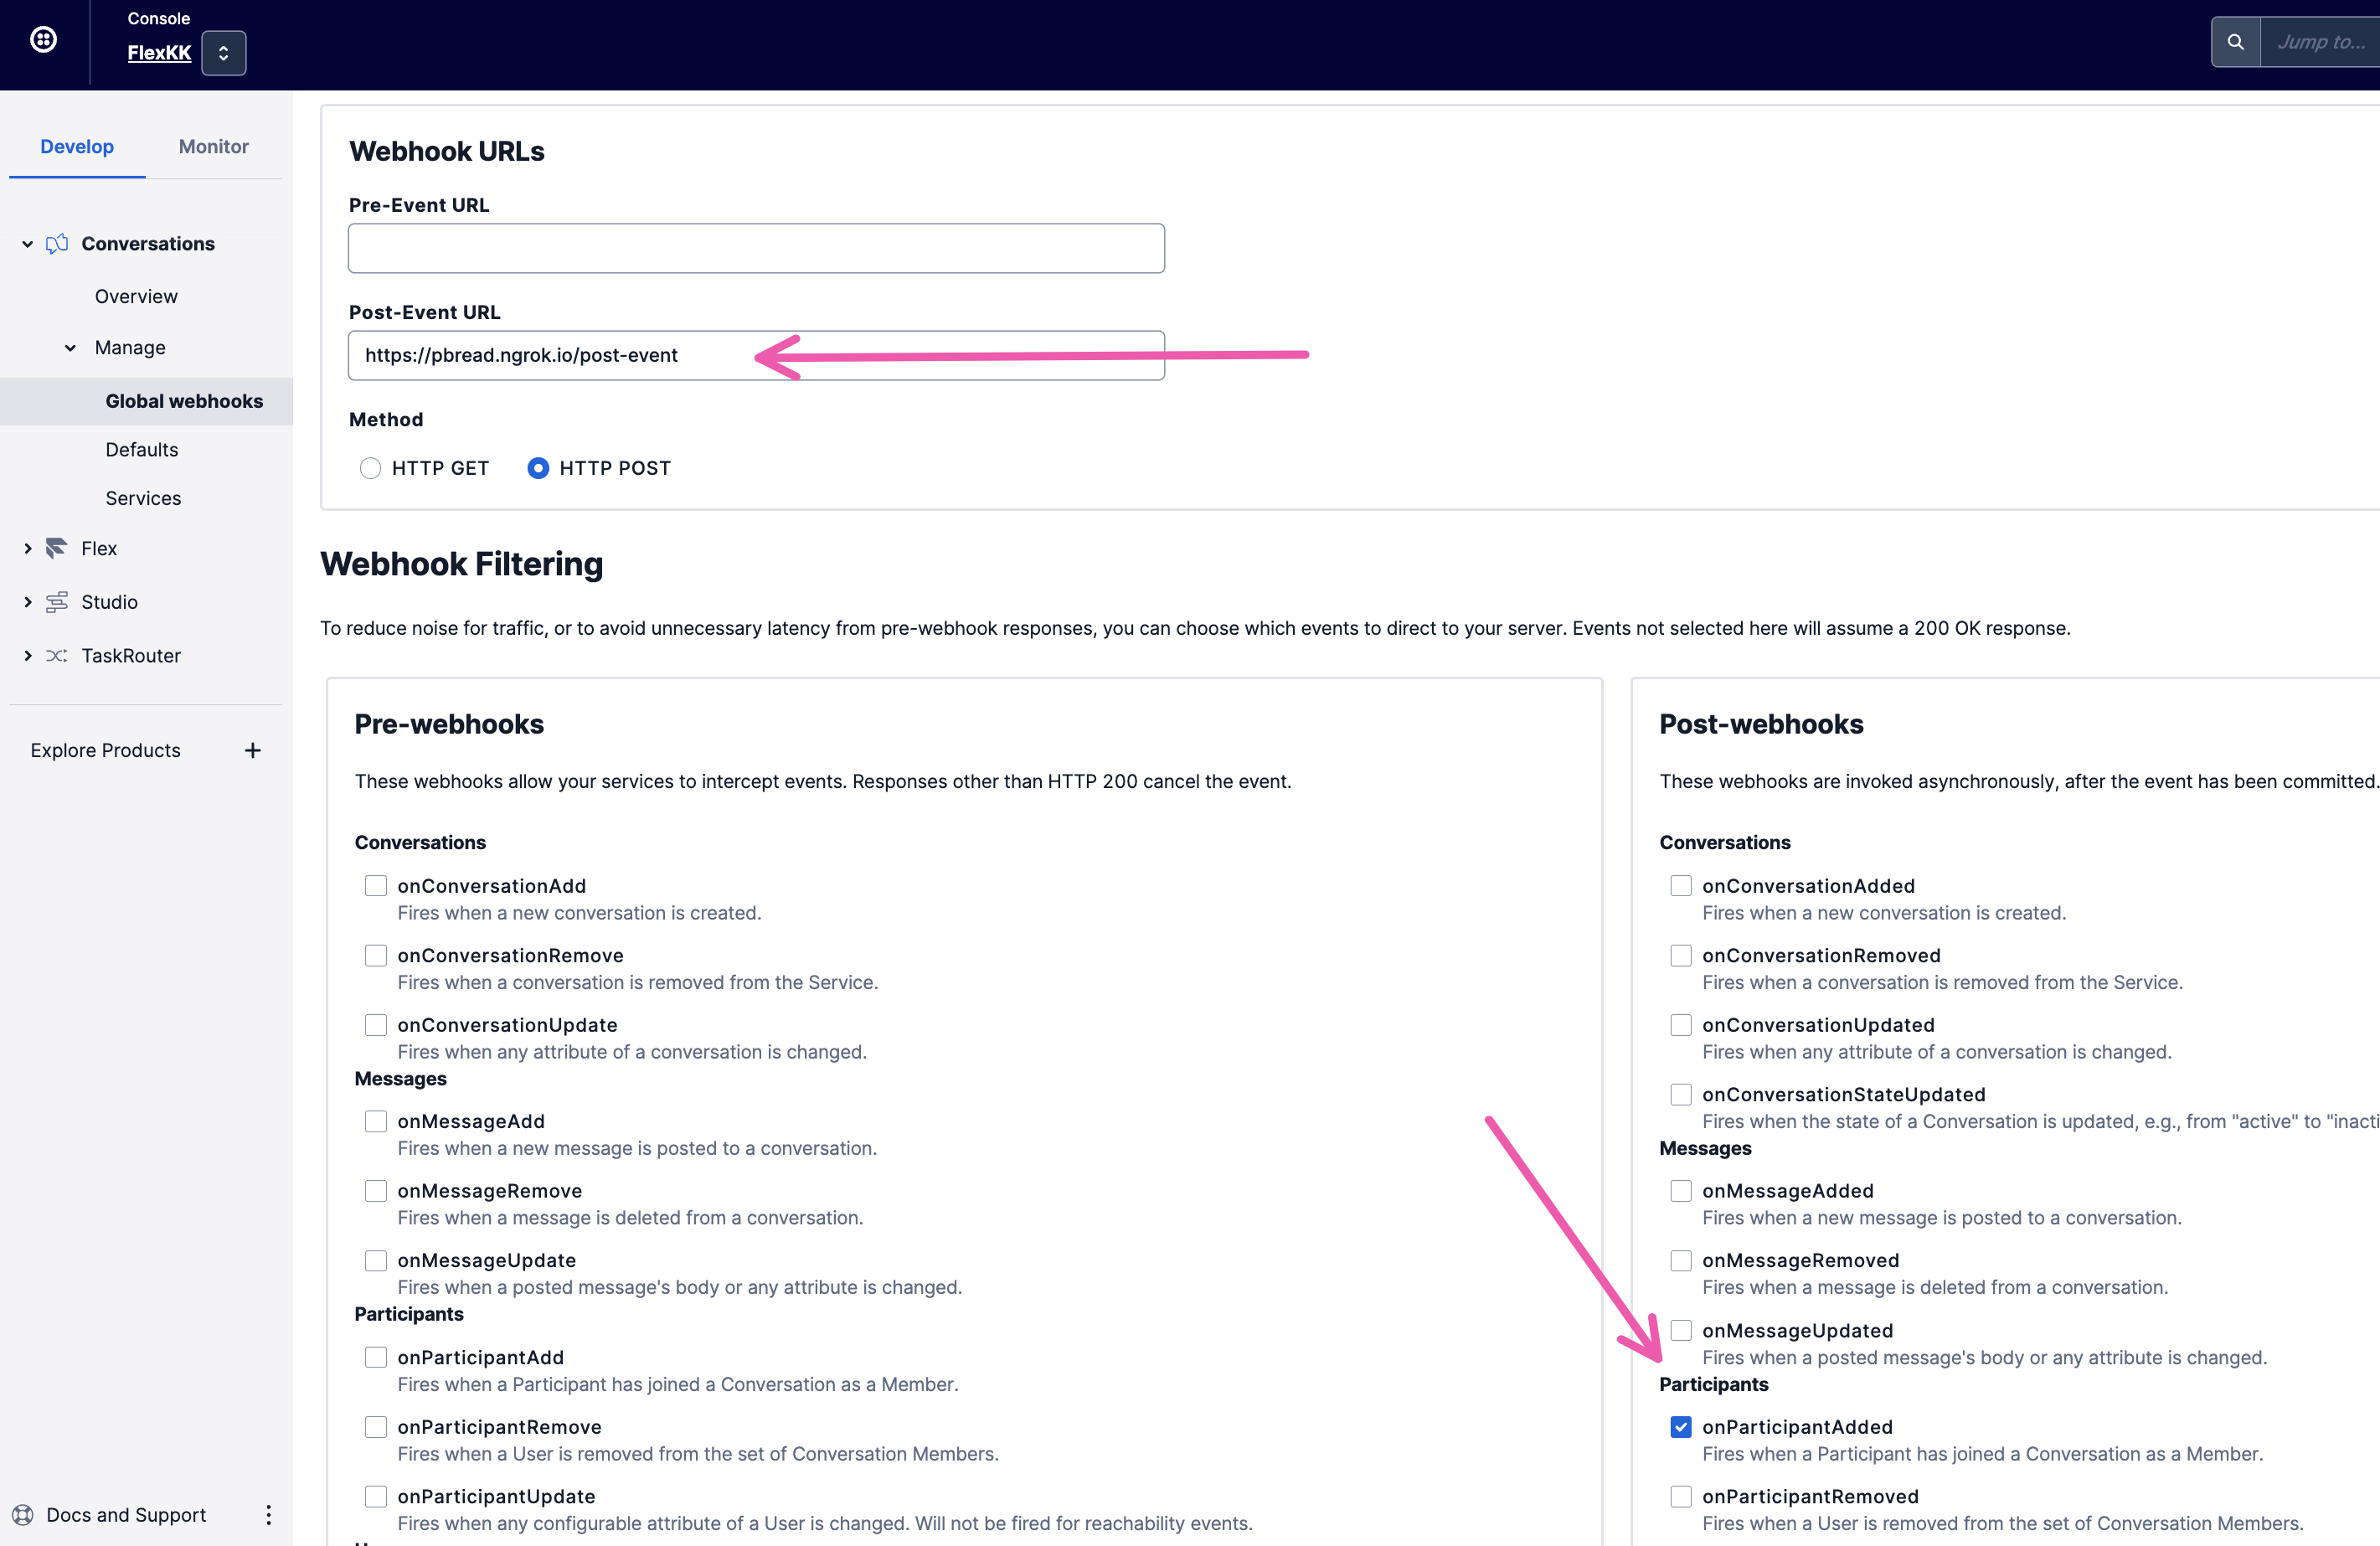 Console
FlexKK
Jump to...
Develop
Monitor
Conversations
Overview
Manage
Global webhooks
Defaults
Services
Flex
Studio
TaskRouter
Explore Products
Docs and Support
Webhook URLs
Pre-Event URL
Post-Event URL
https://pbread.ngrok.io/post-event
Method
HTTP GET
HTTP POST
Webhook Filtering
To reduce noise for traffic, or to avoid unnecessary latency from pre-webhook responses, you can choose which events to direct to your server. Events not selected here will assume a 200 OK response.
Pre-webhooks
These webhooks allow your services to intercept events. Responses other than HTTP 200 cancel the event.
Conversations
onConversationAdd
Fires when a new conversation is created.
onConversationRemove
Fires when a conversation is removed from the Service.
onConversationUpdate
Fires when any attribute of a conversation is changed.
Messages
onMessageAdd
Fires when a new message is posted to a conversation.
onMessageRemove
Fires when a message is deleted from a conversation.
onMessageUpdate
Fires when a posted message's body or any attribute is changed.
Participants
onParticipantAdd
Fires when a Participant has joined a Conversation as a Member.
onParticipantRemove
Fires when a User is removed from the set of Conversation Members.
onParticipantUpdate
Fires when any configurable attribute of a User is changed. Will not be fired for reachability events.
Post-webhooks
These webhooks are invoked asynchronously, after the event has been committed.
Conversations
onConversationAdded
Fires when a new conversation is created.
onConversationRemoved
Fires when a conversation is removed from the Service.
onConversationUpdated
Fires when any attribute of a conversation is changed.
onConversationStateUpdated
Fires when the state of a Conversation is updated, e.g., from "active" to "inacti
Messages
onMessageAdded
Fires when a new message is posted to a conversation.
onMessageRemoved
Fires when a message is deleted from a conversation.
onMessageUpdated
Fires when a posted message's body or any attribute is changed.
Participants
onParticipantAdded
Fires when a Participant has joined a Conversation as a Member.
onParticipantRemoved
Fires when a User is removed from the set of Conversation Members.